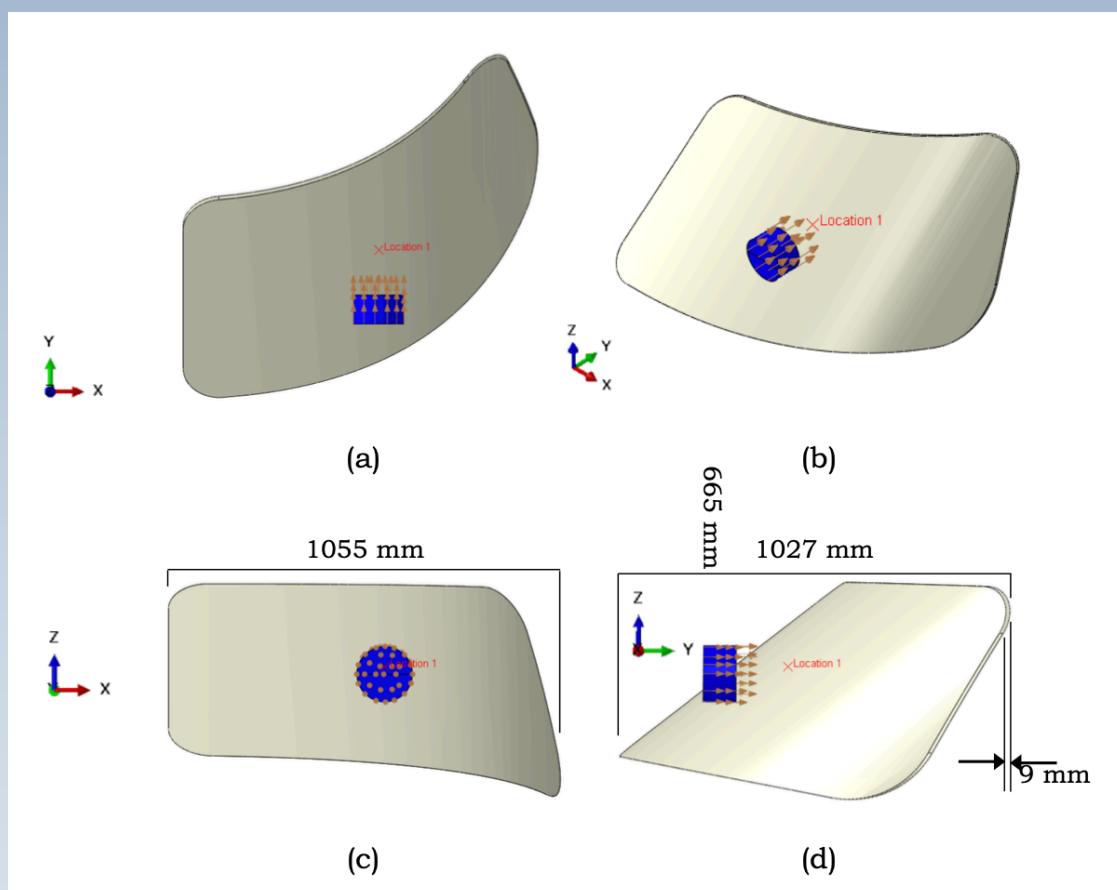 Location 1
Y
X
(a)
Location 1
Z
Y
X
(b)
1055 mm
Location 1
Z
X
(c)
665 mm
1027 mm
Z
Y
X
Location 1
9 mm
(d)